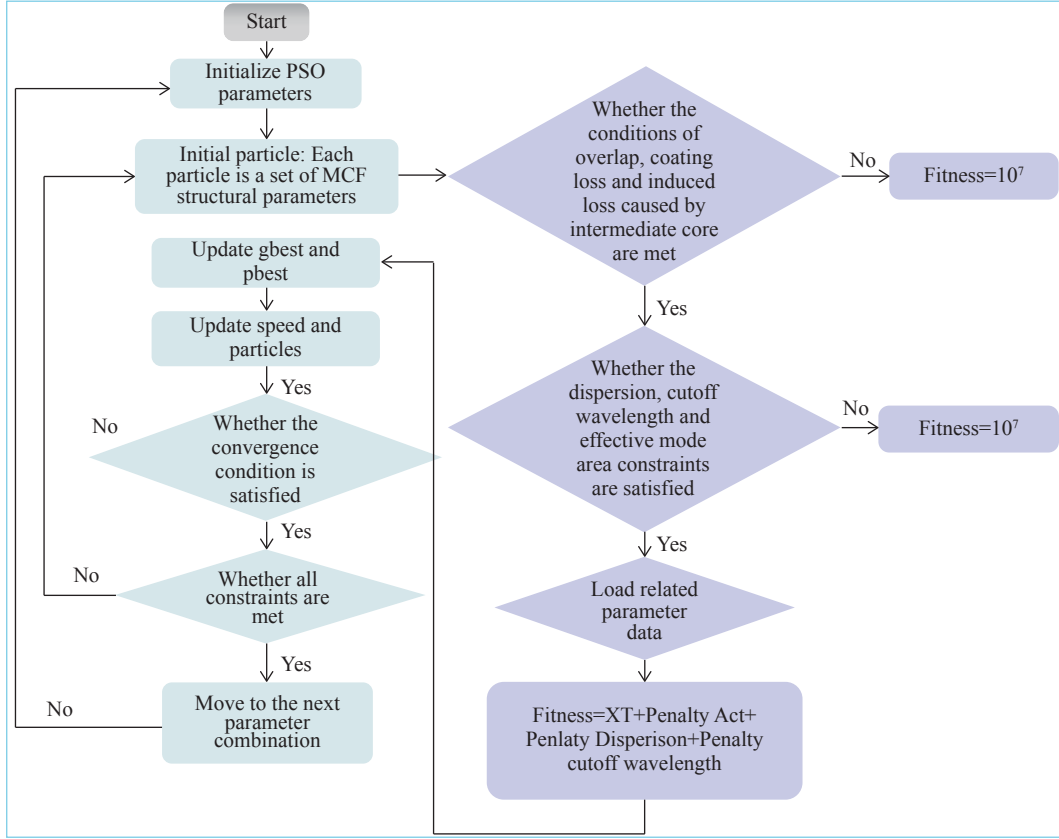 Start
Initialize PSO
parameters
Initial particle: Each
particle is a set of MCF
structural parameters
Update gbest and
pbest
Update speed and
particles
Yes
No
Whether the
convergence
condition is
satisfied
Yes
No
Whether all
constraints are
met
Yes
No
Move to the next
parameter
combination
Whether the
conditions of
overlap, coating
loss and induced
loss caused by
intermediate core
are met
No
Fitness=10⁷
Yes
Whether the
dispersion, cutoff
wavelength and
effective mode
area constraints
are satisfied
No
Fitness=10⁷
Yes
Load related
parameter
data
Fitness=XT+Penalty Act+
Penlaty Disperison+Penalty
cutoff wavelength